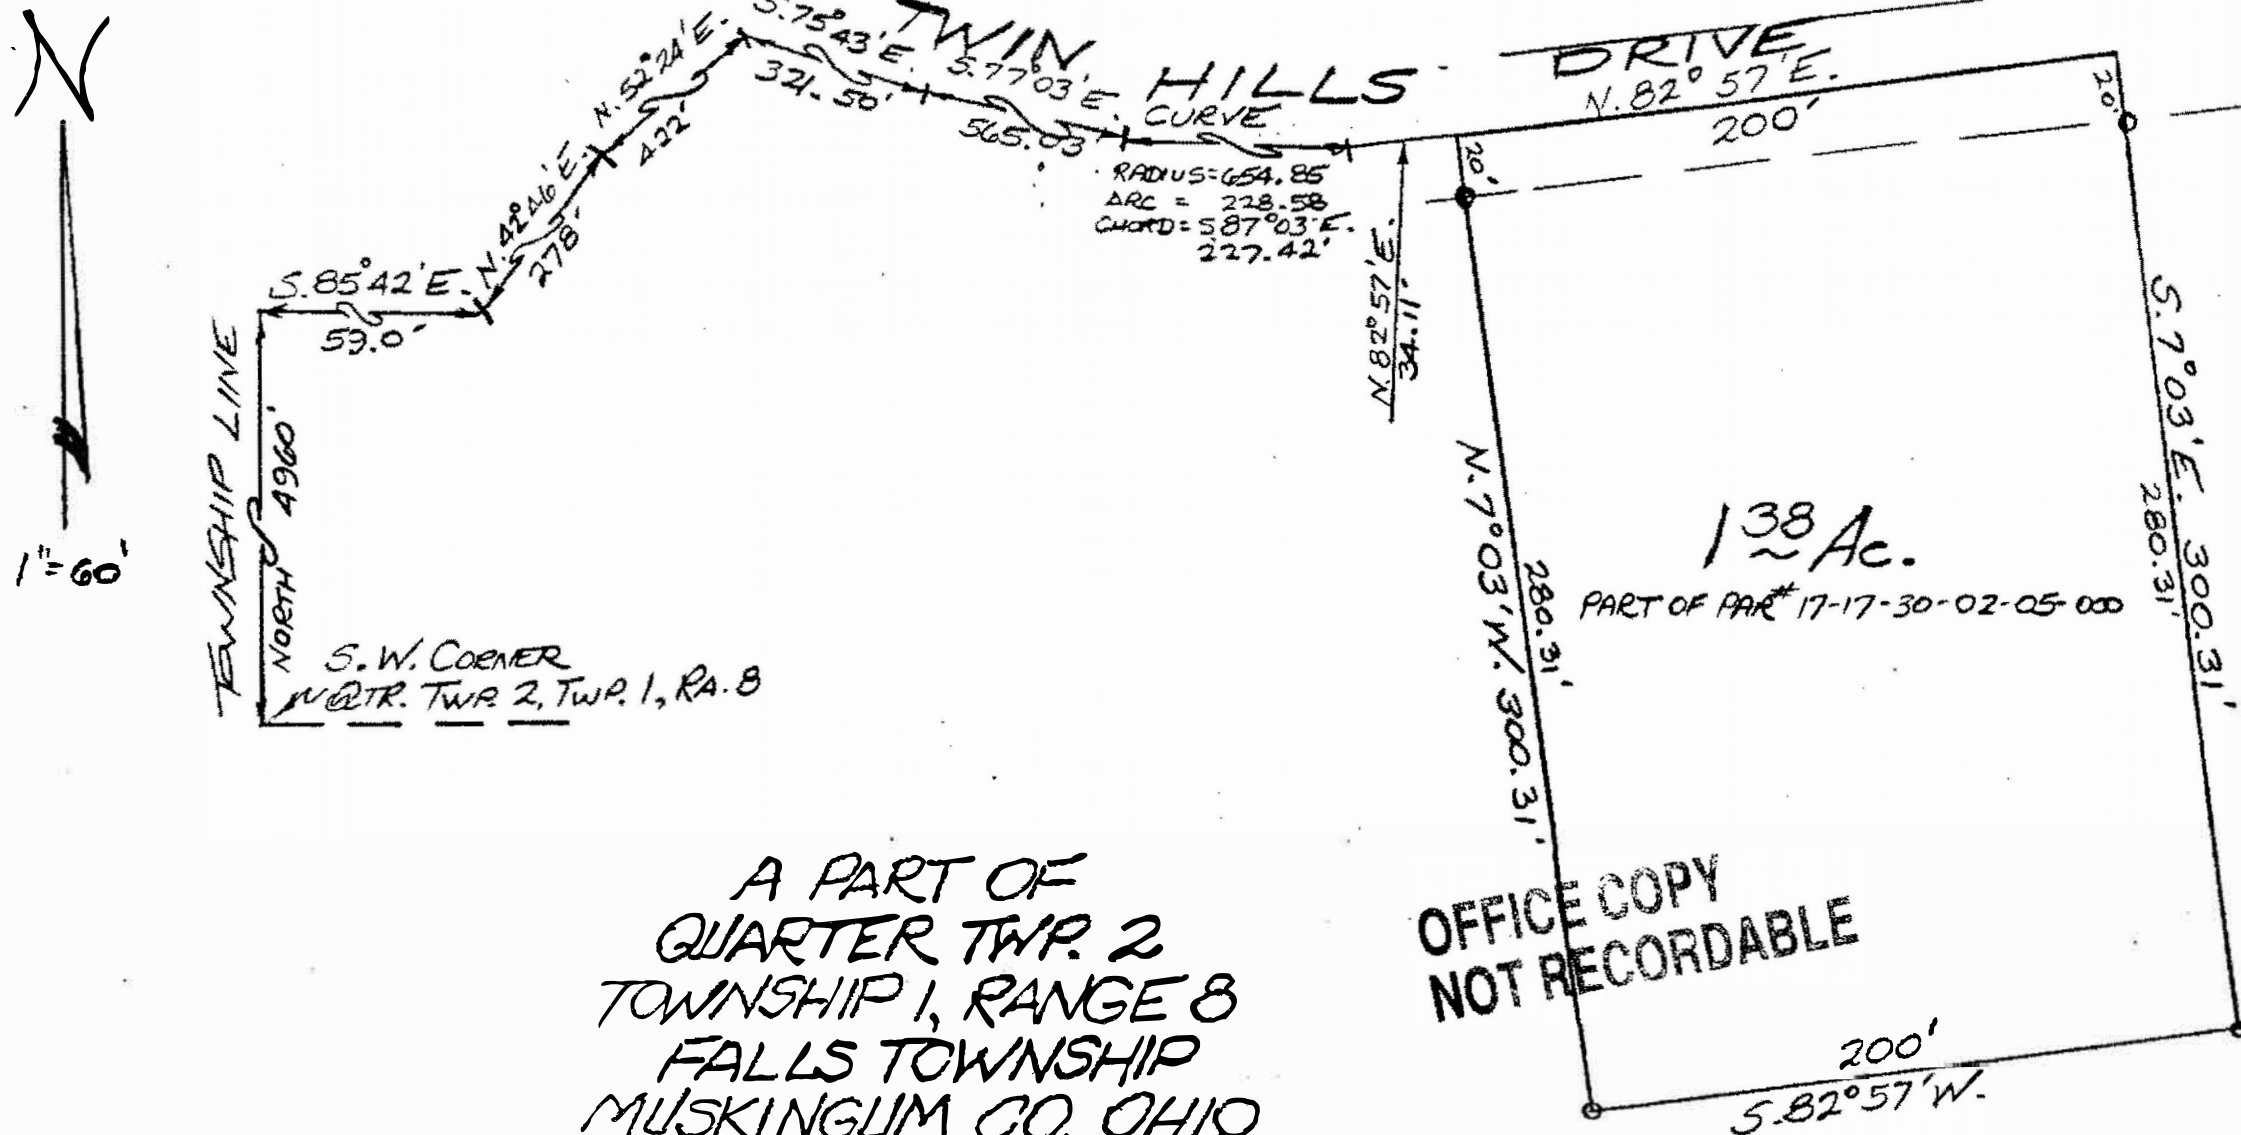 N
1"=60'
TWIN HILLS DRIVE
S.75°43'E.
321.50'
S.77°03'E.
565.03'
N.52°24'E.
422'
N.42°46'E.
278'
S.85°42'E.
59.0'
CURVE
RADIUS=654.85
ARC = 228.58
CHORD=S87°03'E.
227.42'
N.82°57'E.
34.11'
N.82°57'E.
200'
20'
20'
TOWNSHIP LINE
NORTH 4960'
S.W. CORNER
QTR. TWP. 2, TWP. 1, RA. 8
N.7°03'W. 300.31'
280.31'
S.7°03'E. 300.31'
280.31'
1 38 Ac.
PART OF PAR# 17-17-30-02-05-000
A PART OF
QUARTER TWP. 2
TOWNSHIP 1, RANGE 8
FALLS TOWNSHIP
MUSKINGUM CO. OHIO
OFFICE COPY
NOT RECORDABLE
200'
S.82°57'W.